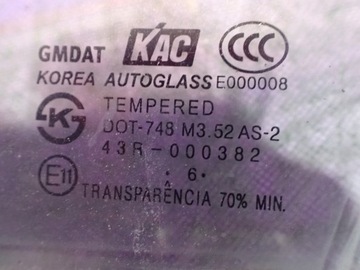 GMDAT KAC CCC
KOREA AUTOGLASS E000008
K S TEMPERED
DOT-748 M3.52 AS-2
43R-000382
E11 · 6 ·
TRANSPARÊNCIA 70% MIN.